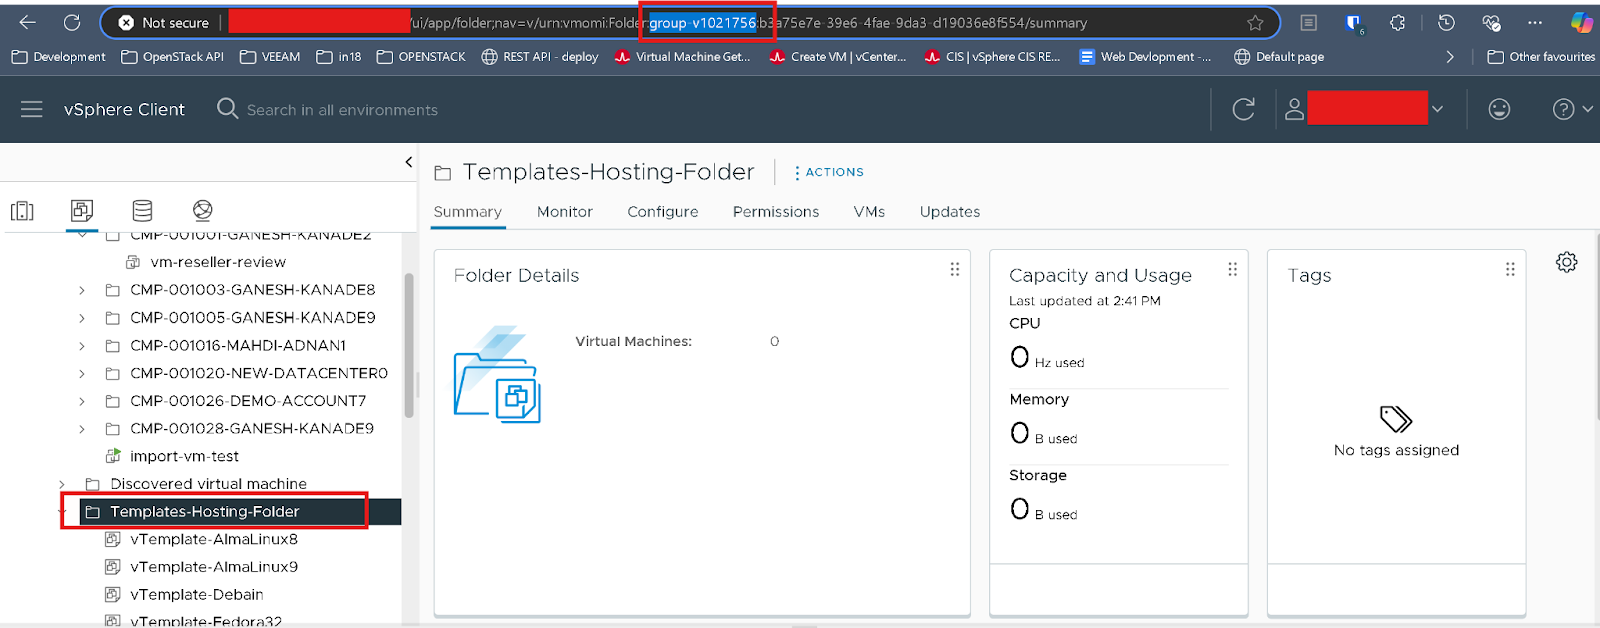 Not secure
/ui/app/folder;nav=v/urn:vmomi:Folder:group-v1021756:b3a75e7e-39e6-4fae-9da3-d19036e8f554/summary
6
Development OpenSTack API VEEAM in18 OPENSTACK REST API - deploy Virtual Machine Get... Create VM | vCenter... CIS | vSphere CIS RE... Web Devlopment -... Default page Other favourites
vSphere Client Search in all environments
Templates-Hosting-Folder ACTIONS
Summary Monitor Configure Permissions VMs Updates
CMP-001001-GANESH-KANADE2
vm-reseller-review
CMP-001003-GANESH-KANADE8
CMP-001005-GANESH-KANADE9
CMP-001016-MAHDI-ADNAN1
CMP-001020-NEW-DATACENTER0
CMP-001026-DEMO-ACCOUNT7
CMP-001028-GANESH-KANADE9
import-vm-test
Discovered virtual machine
Templates-Hosting-Folder
vTemplate-AlmaLinux8
vTemplate-AlmaLinux9
vTemplate-Debain
vTemplate-Fedora32
Folder Details
Virtual Machines: 0
Capacity and Usage
Last updated at 2:41 PM
CPU
0 Hz used
Memory
0 B used
Storage
0 B used
Tags
No tags assigned